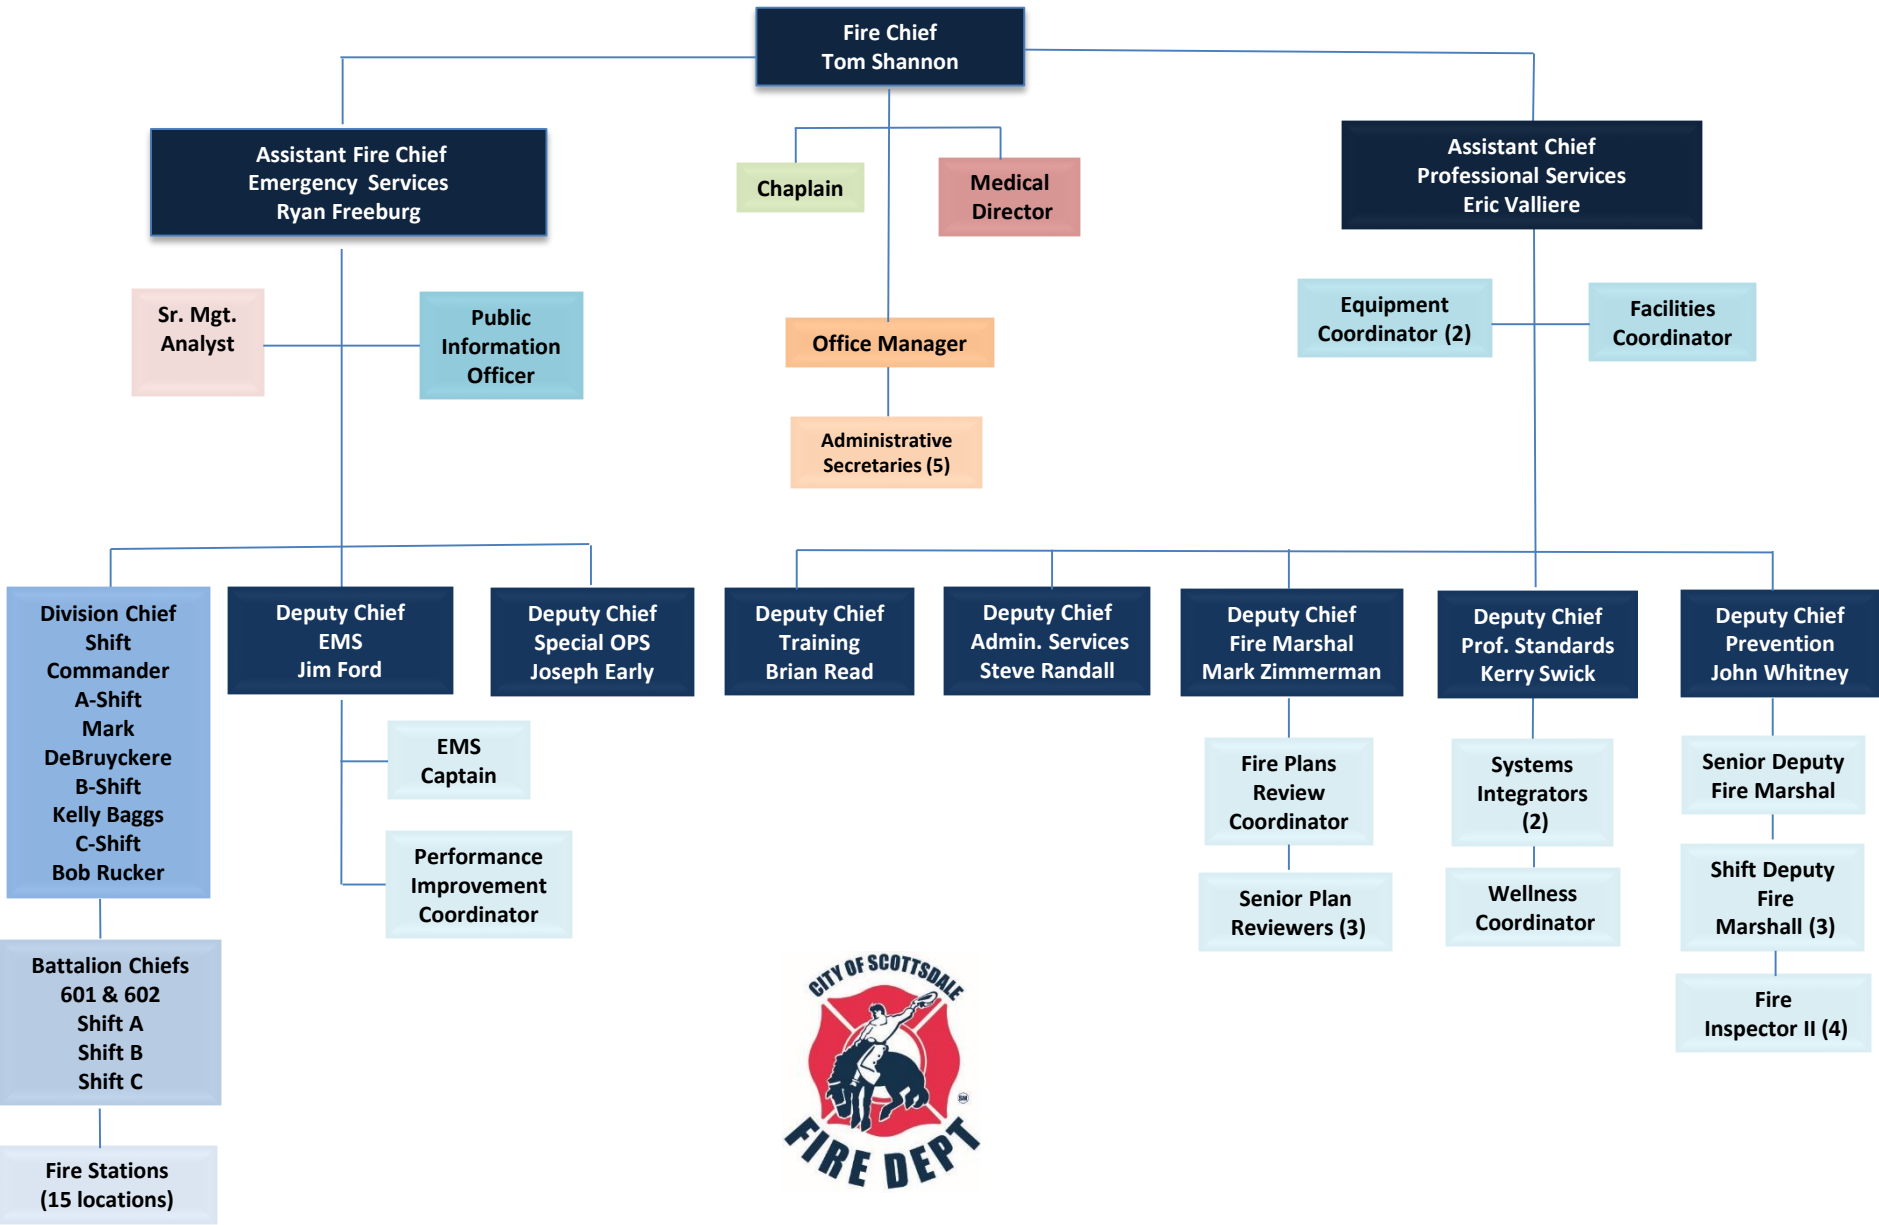 Fire Chief
Tom Shannon
Assistant Fire Chief
Emergency Services
Ryan Freeburg
Chaplain
Medical
Director
Assistant Chief
Professional Services
Eric Valliere
Sr. Mgt.
Analyst
Public
Information
Officer
Office Manager
Administrative
Secretaries (5)
Equipment
Coordinator (2)
Facilities
Coordinator
Division Chief
Shift
Commander
A-Shift
Mark
DeBruyckere
B-Shift
Kelly Baggs
C-Shift
Bob Rucker
Battalion Chiefs
601 & 602
Shift A
Shift B
Shift C
Fire Stations
(15 locations)
Deputy Chief
EMS
Jim Ford
EMS
Captain
Performance
Improvement
Coordinator
Deputy Chief
Special OPS
Joseph Early
Deputy Chief
Training
Brian Read
Deputy Chief
Admin. Services
Steve Randall
Deputy Chief
Fire Marshal
Mark Zimmerman
Fire Plans
Review
Coordinator
Senior Plan
Reviewers (3)
Deputy Chief
Prof. Standards
Kerry Swick
Systems
Integrators
(2)
Wellness
Coordinator
Deputy Chief
Prevention
John Whitney
Senior Deputy
Fire Marshal
Shift Deputy
Fire
Marshall (3)
Fire
Inspector II (4)
CITY OF SCOTTSDALE
FIRE DEPT
SM